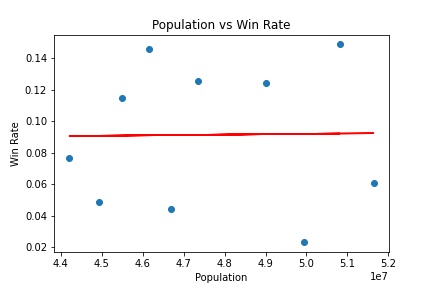 Population vs Win Rate
0.14
0.12
0.10
0.08
0.06
0.04
0.02
Win Rate
4.4 4.5 4.6 4.7 4.8 4.9 5.0 5.1 5.2
1e7
Population